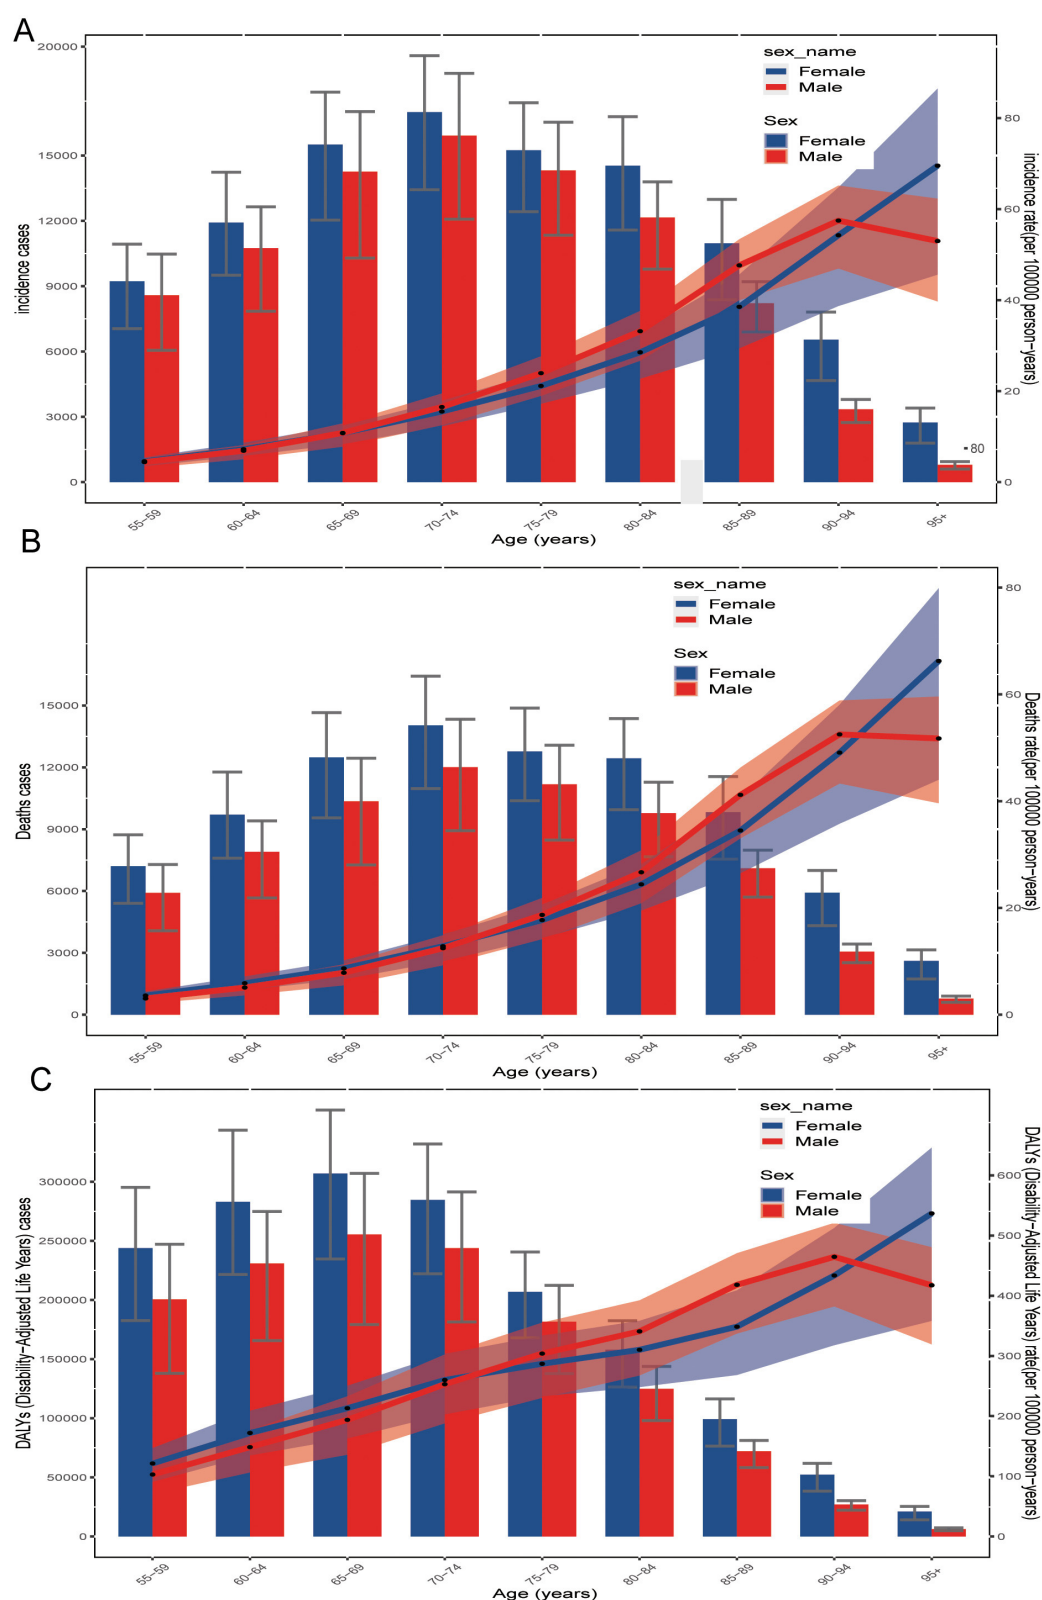 A
20000
15000
12000
9000
6000
3000
0
incidence cases
sex_name
Female
Male
Sex
Female
Male
80
60
40
20
0
80
incidence rate(per 100000 person−years)
55−59
60−64
65−69
70−74
75−79
80−84
85−89
90−94
95+
Age (years)
B
15000
12000
9000
6000
3000
0
Deaths cases
sex_name
Female
Male
Sex
Female
Male
80
60
40
20
0
Deaths rate(per 100000 person−years)
55−59
60−64
65−69
70−74
75−79
80−84
85−89
90−94
95+
Age (years)
C
300000
250000
200000
150000
100000
50000
0
DALYs (Disability−Adjusted Life Years) cases
sex_name
Female
Male
Sex
Female
Male
600
500
400
300
200
100
0
DALYs (Disability−Adjusted Life Years) rate(per 100000 person−years)
55−59
60−64
65−69
70−74
75−79
80−84
85−89
90−94
95+
Age (years)